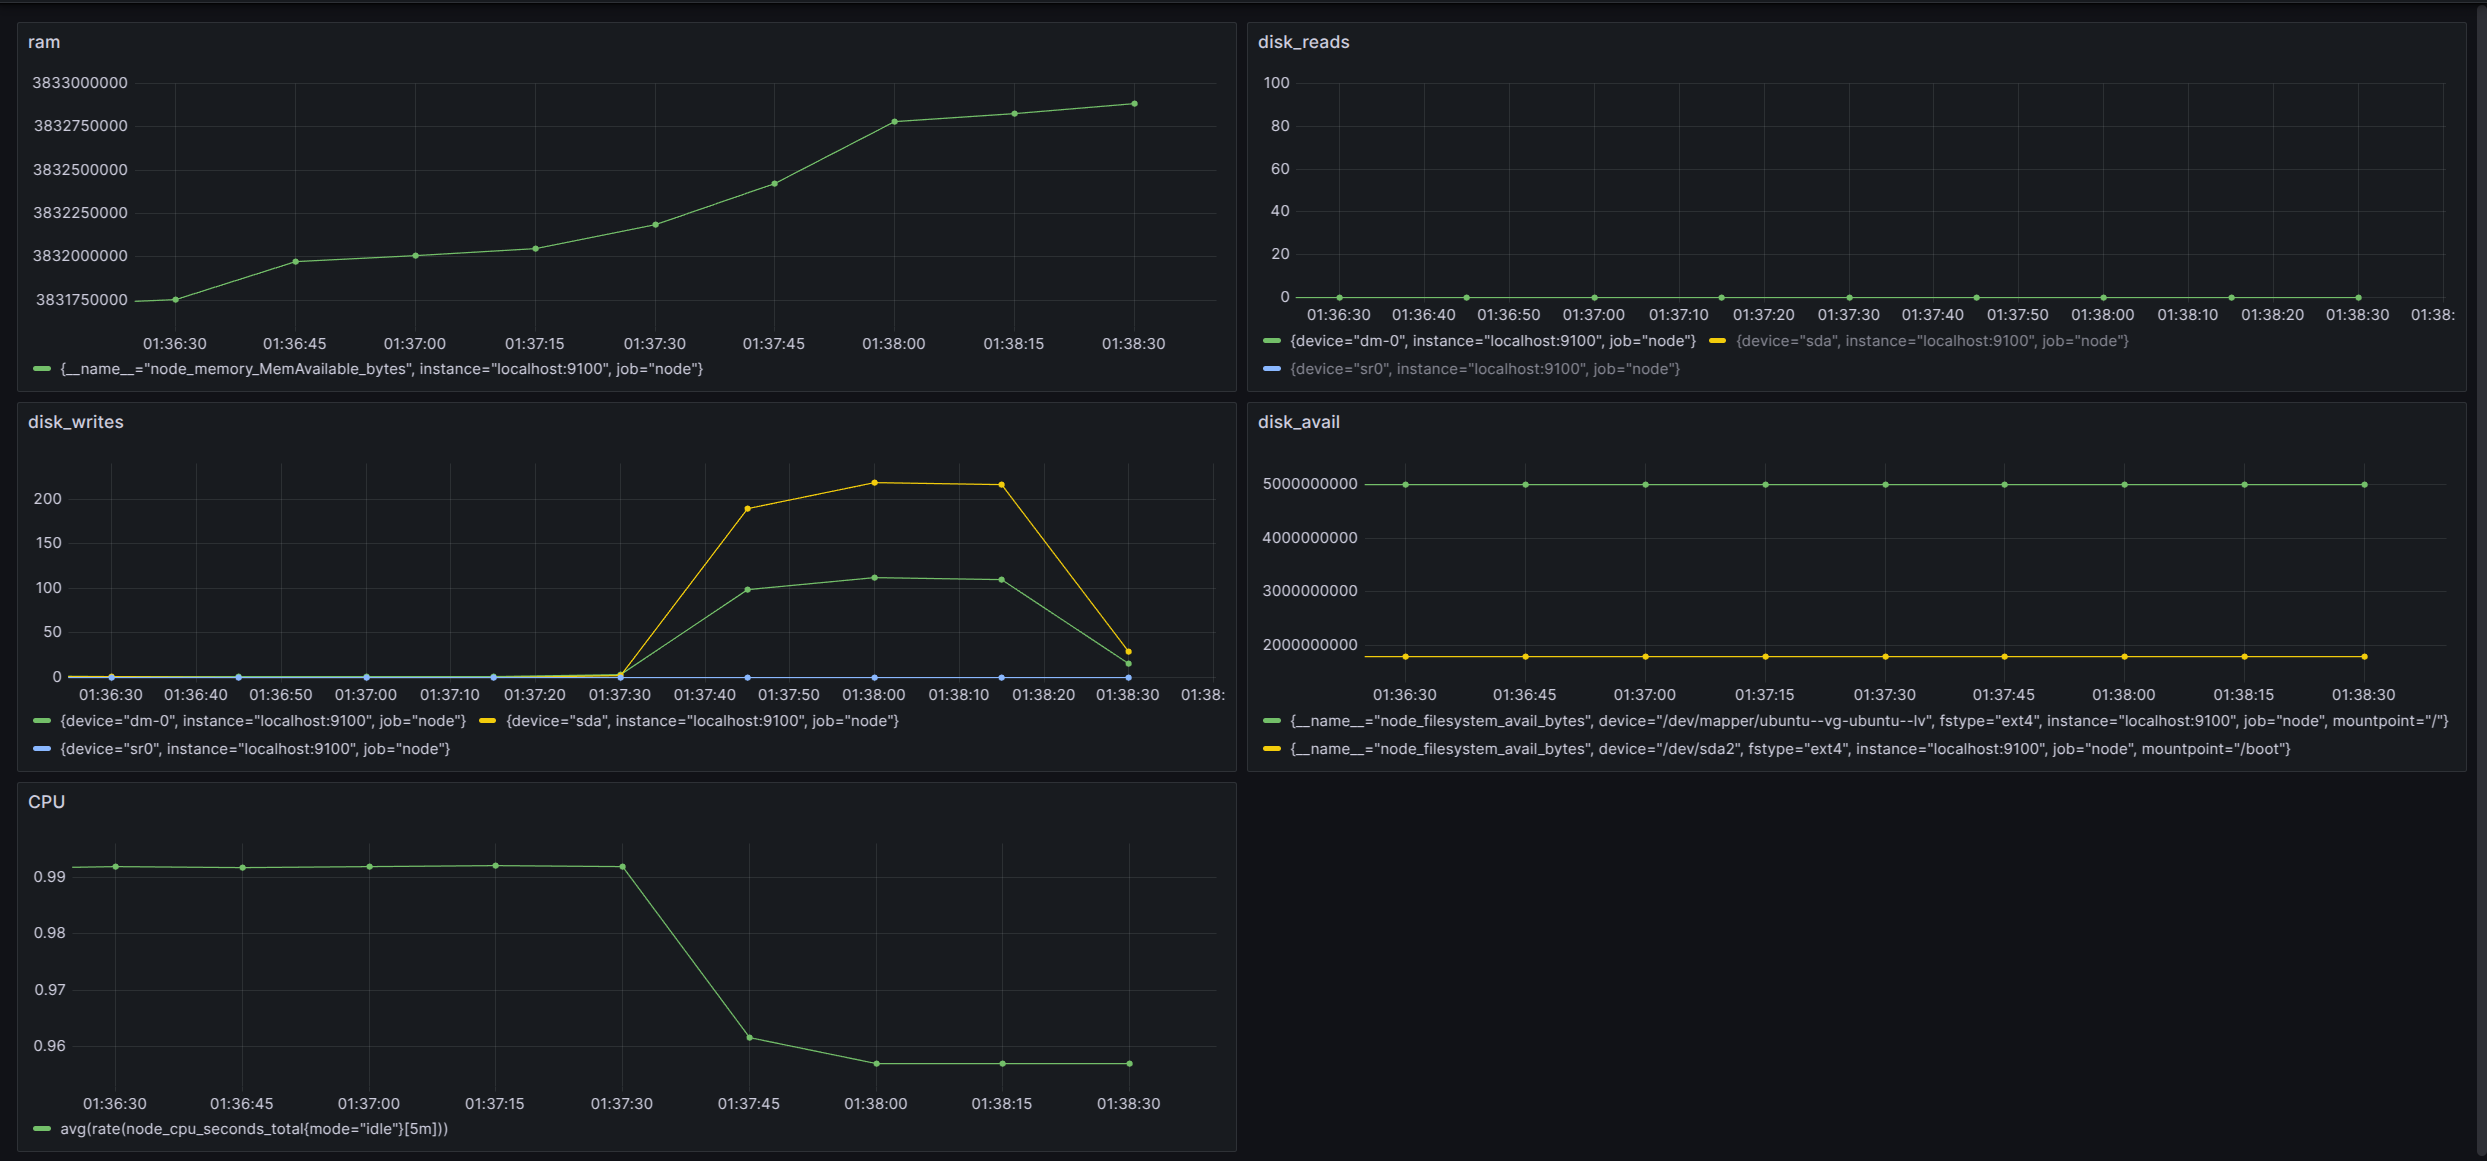 ram
3833000000
3832750000
3832500000
3832250000
3832000000
3831750000
01:36:30 01:36:45 01:37:00 01:37:15 01:37:30 01:37:45 01:38:00 01:38:15 01:38:30
{__name__="node_memory_MemAvailable_bytes", instance="localhost:9100", job="node"}
disk_reads
100
80
60
40
20
0
01:36:30 01:36:40 01:36:50 01:37:00 01:37:10 01:37:20 01:37:30 01:37:40 01:37:50 01:38:00 01:38:10 01:38:20 01:38:30 01:38:
{device="dm-0", instance="localhost:9100", job="node"} {device="sda", instance="localhost:9100", job="node"}
{device="sr0", instance="localhost:9100", job="node"}
disk_writes
200
150
100
50
0
01:36:30 01:36:40 01:36:50 01:37:00 01:37:10 01:37:20 01:37:30 01:37:40 01:37:50 01:38:00 01:38:10 01:38:20 01:38:30 01:38:
{device="dm-0", instance="localhost:9100", job="node"} {device="sda", instance="localhost:9100", job="node"}
{device="sr0", instance="localhost:9100", job="node"}
disk_avail
5000000000
4000000000
3000000000
2000000000
01:36:30 01:36:45 01:37:00 01:37:15 01:37:30 01:37:45 01:38:00 01:38:15 01:38:30
{__name__="node_filesystem_avail_bytes", device="/dev/mapper/ubuntu--vg-ubuntu--lv", fstype="ext4", instance="localhost:9100", job="node", mountpoint="/"}
{__name__="node_filesystem_avail_bytes", device="/dev/sda2", fstype="ext4", instance="localhost:9100", job="node", mountpoint="/boot"}
CPU
0.99
0.98
0.97
0.96
01:36:30 01:36:45 01:37:00 01:37:15 01:37:30 01:37:45 01:38:00 01:38:15 01:38:30
avg(rate(node_cpu_seconds_total{mode="idle"}[5m]))